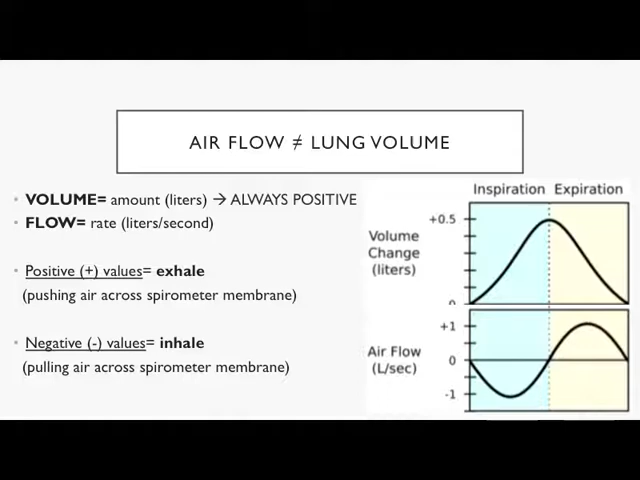 AIR FLOW ≠ LUNG VOLUME
• VOLUME= amount (liters) → ALWAYS POSITIVE
• FLOW= rate (liters/second)
• Positive (+) values= exhale
(pushing air across spirometer membrane)
• Negative (-) values= inhale
(pulling air across spirometer membrane)
Inspiration Expiration
+0.5
Volume
Change
(liters)
0
+1
Air Flow
(L/sec)
0
-1